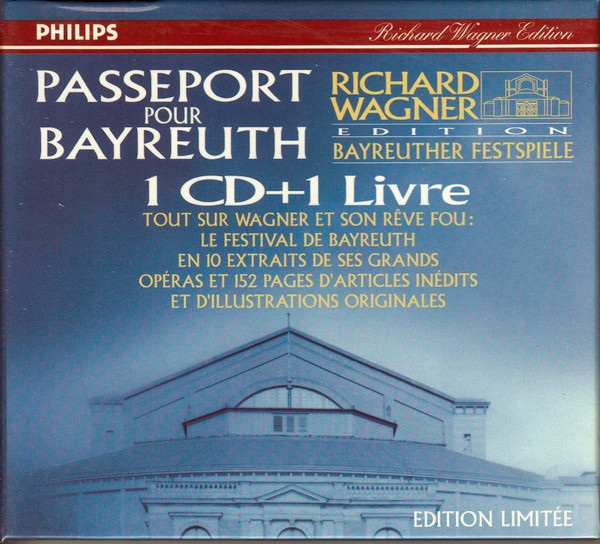 PHILIPS
Richard Wagner Edition
PASSEPORT
POUR
BAYREUTH
RICHARD
WAGNER
EDITION
BAYREUTHER FESTSPIELE
1 CD+1 Livre
TOUT SUR WAGNER ET SON RÊVE FOU:
LE FESTIVAL DE BAYREUTH
EN 10 EXTRAITS DE SES GRANDS
OPÉRAS ET 152 PAGES D'ARTICLES INÉDITS
ET D'ILLUSTRATIONS ORIGINALES
EDITION LIMITÉE